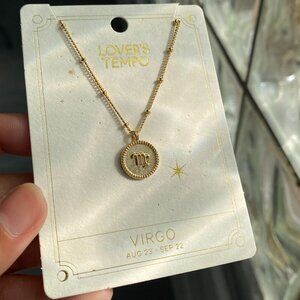 LOVER'S
TEMPO
VIRGO
AUG 23 - SEP 22